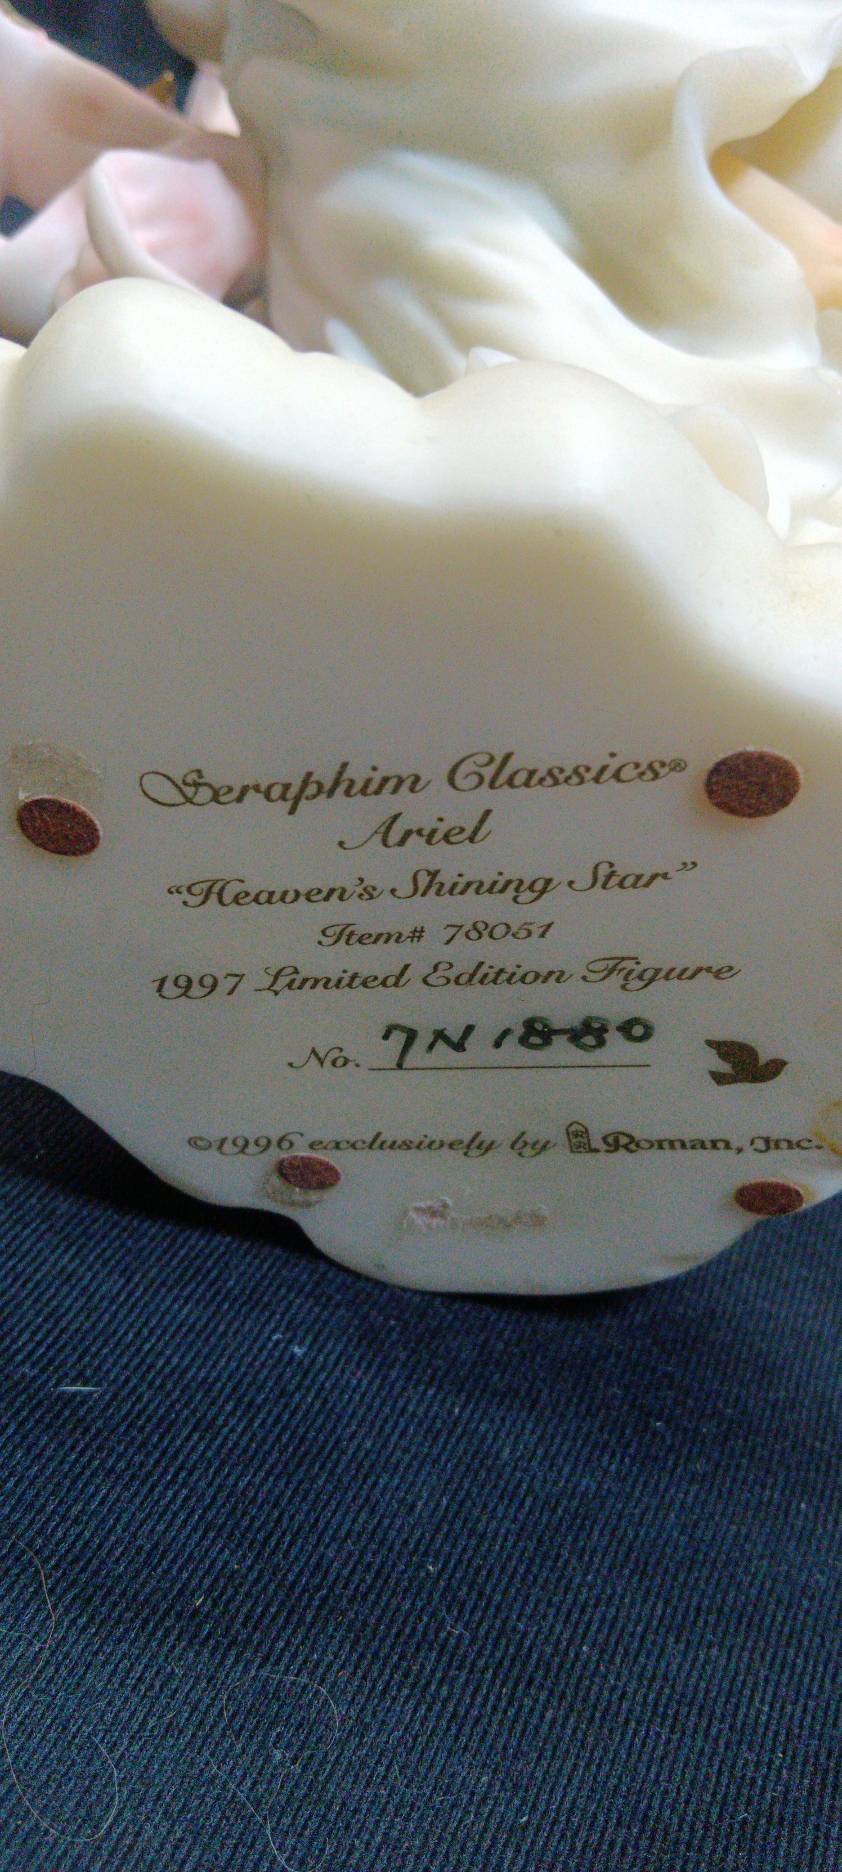 Seraphim Classics®
Ariel
“Heaven's Shining Star”
Item# 78051
1997 Limited Edition Figure
No. 7N1880
©1996 exclusively by Roman, Inc.